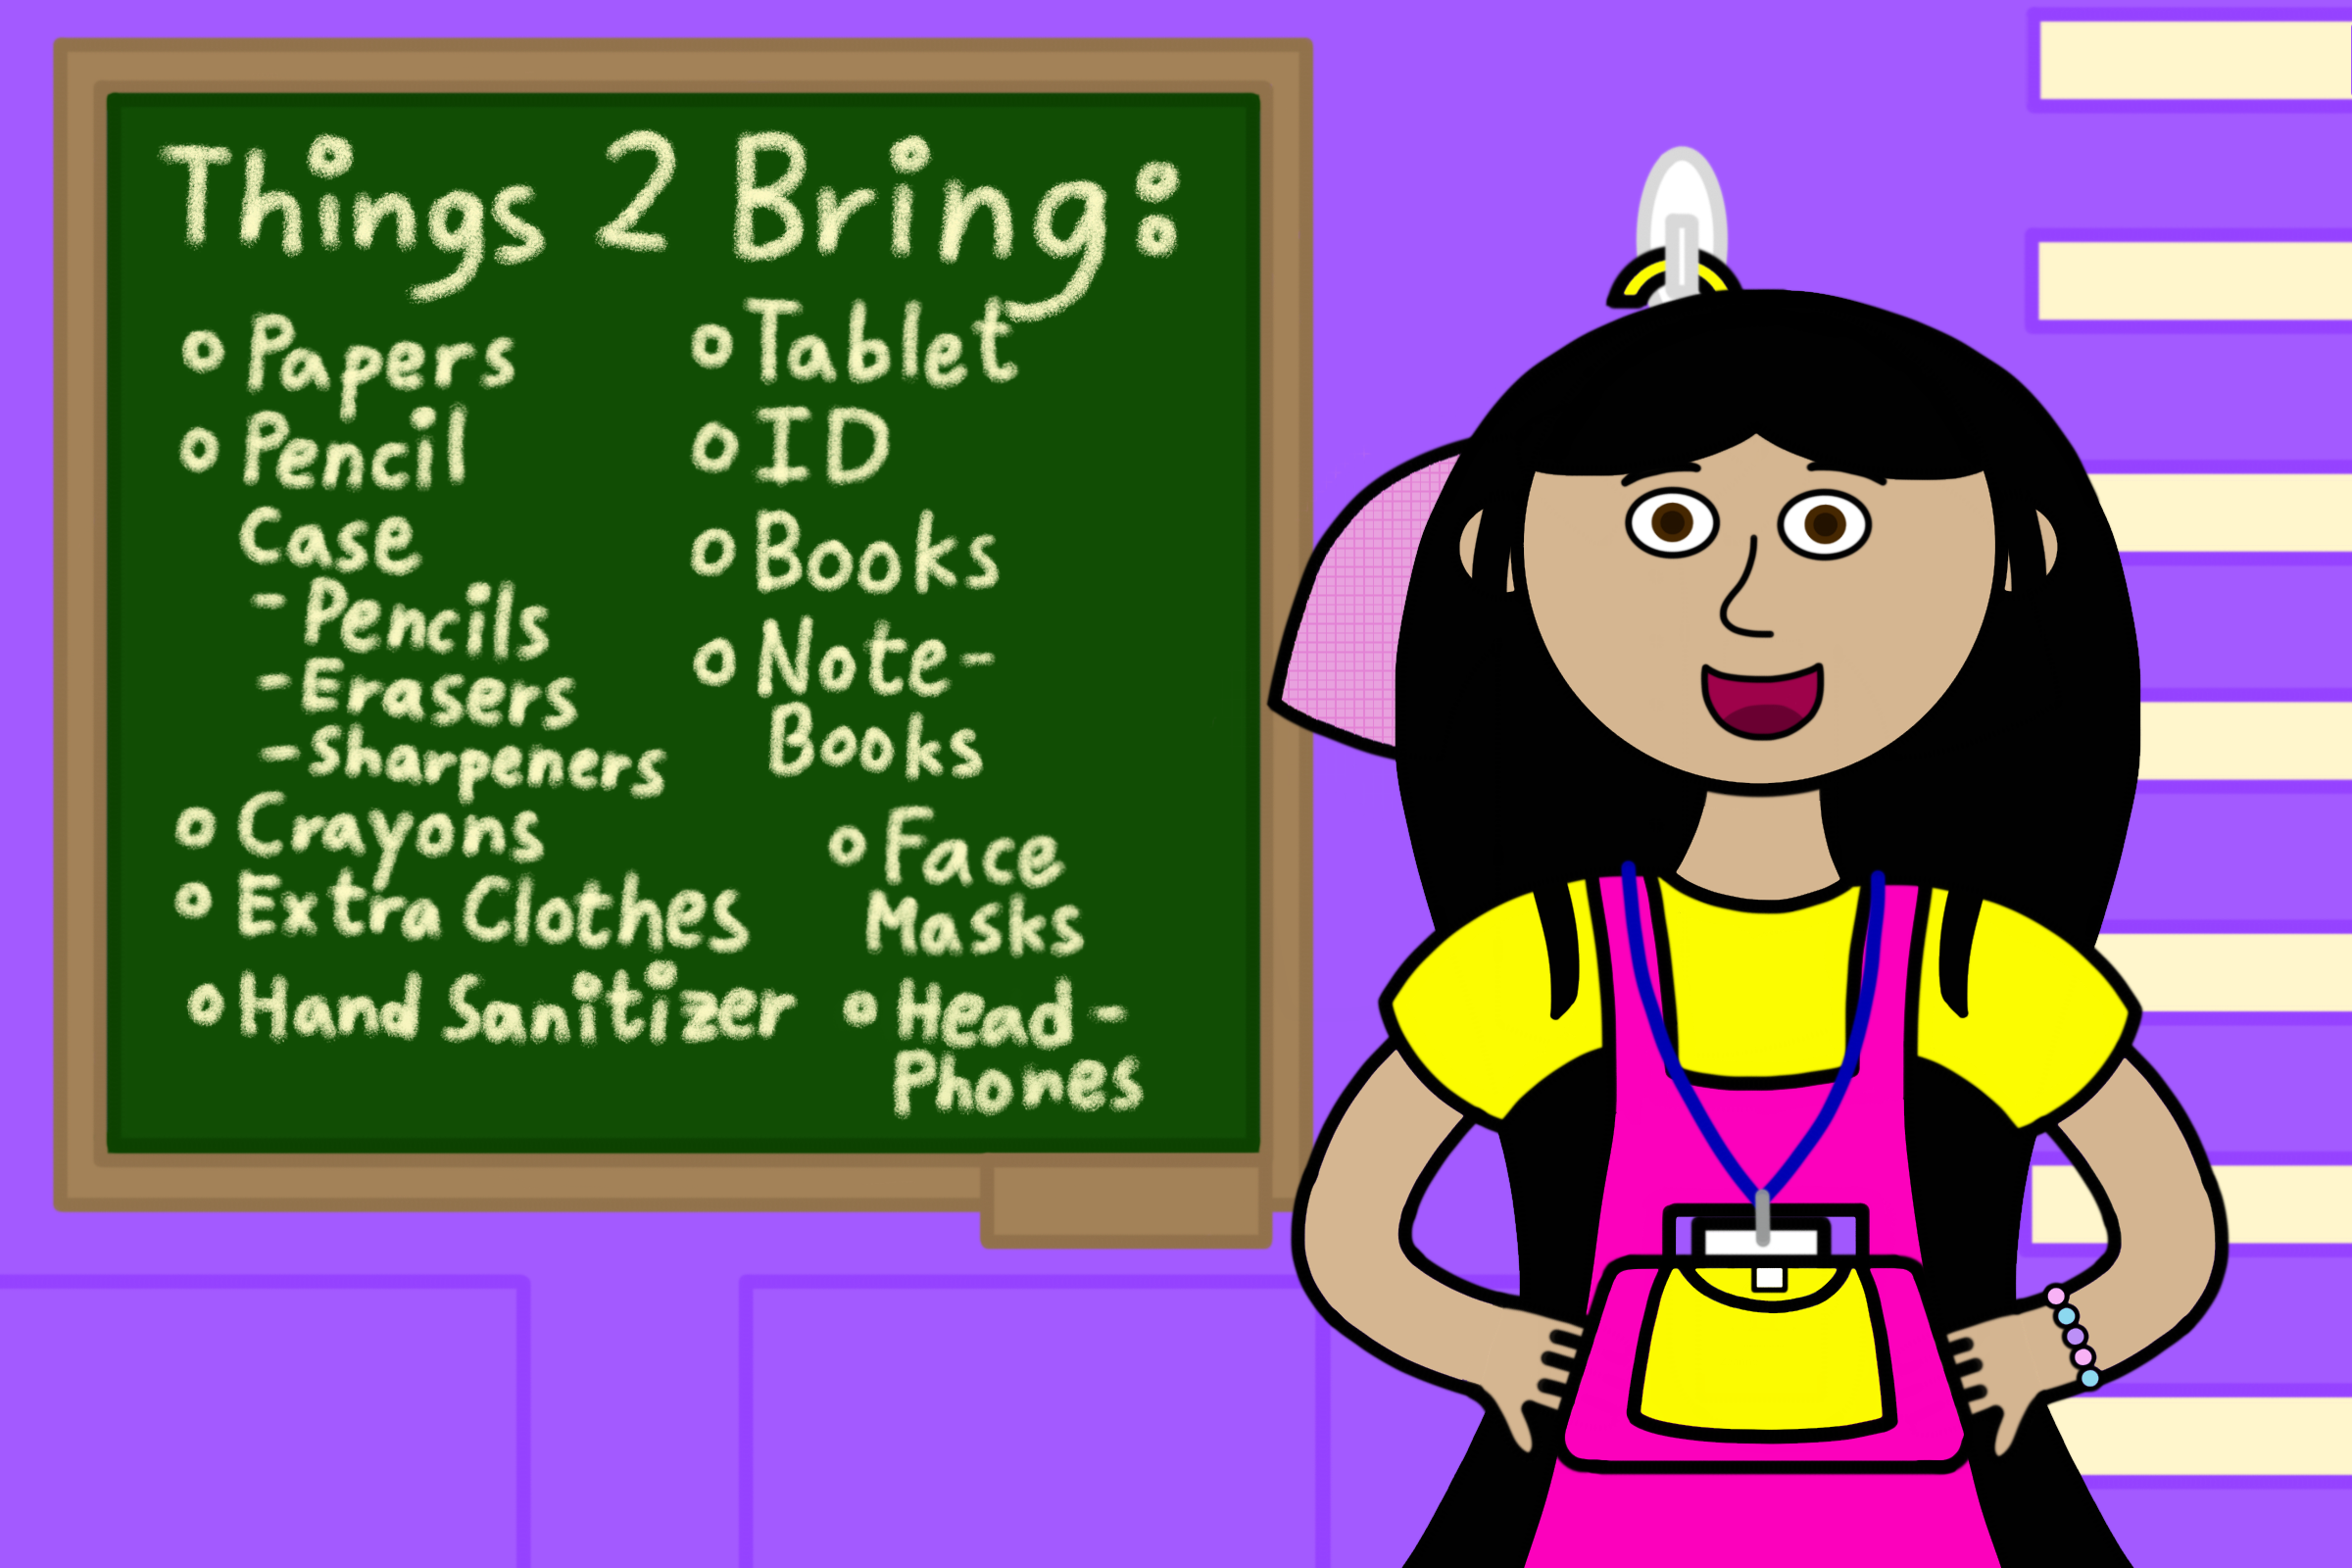 Things 2 Bring:
o Papers
o Pencil
Case
- Pencils
- Erasers
- Sharpeners
o Crayons
o Extra Clothes
o Hand Sanitizer
o Tablet
o ID
o Books
o Note-
Books
o Face
Masks
o Head-
Phones